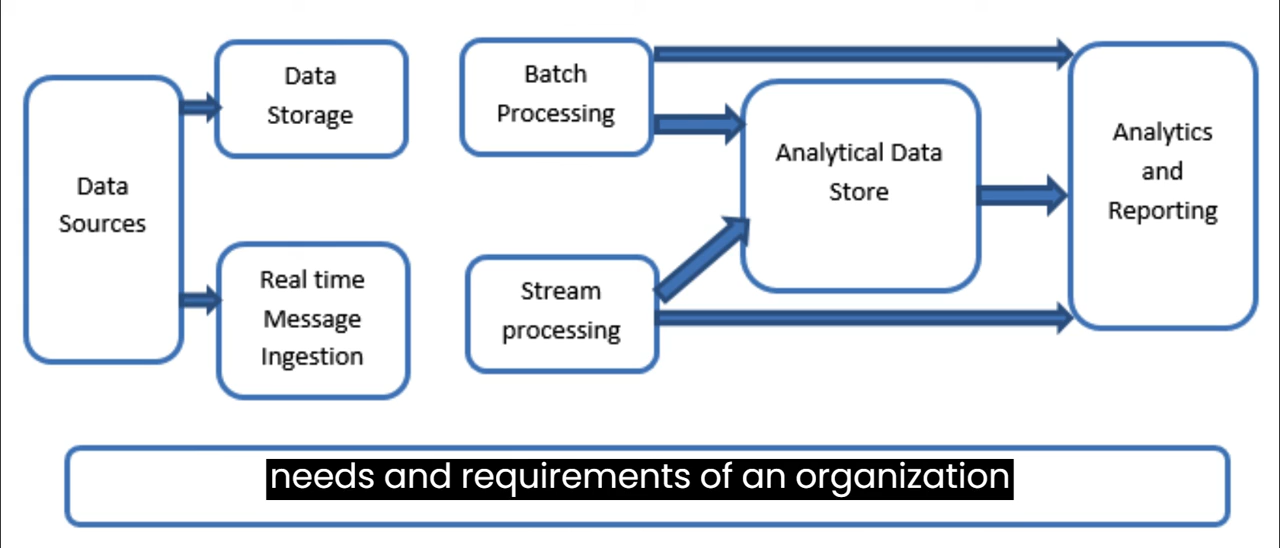 Data
Sources
Data
Storage
Real time
Message
Ingestion
Batch
Processing
Stream
processing
Analytical Data
Store
Analytics
and
Reporting
needs and requirements of an organization